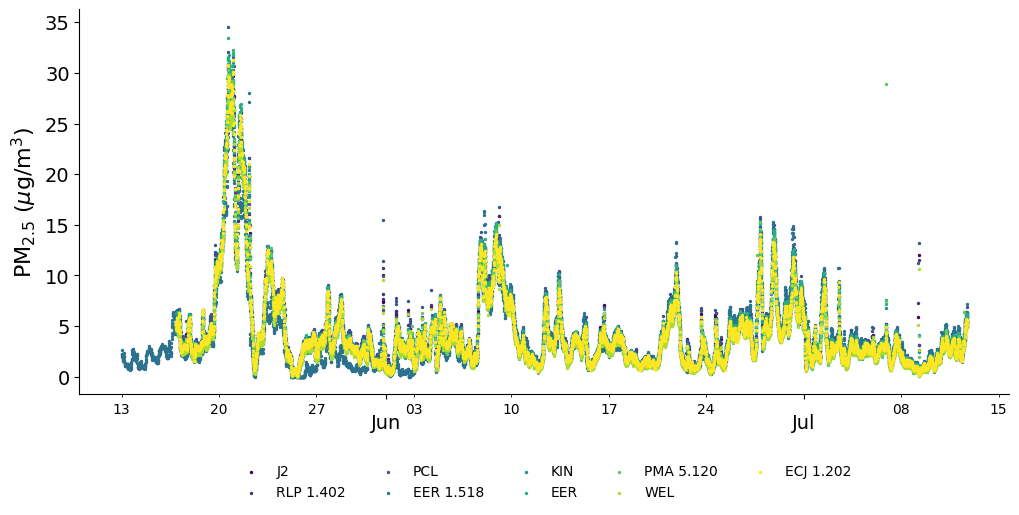 35
30
25
20
15
10
5
0
PM2.5 (μg/m³)
13 20 27 03 10 17 24 08 15
Jun Jul
J2 PCL KIN PMA 5.120 ECJ 1.202
RLP 1.402 EER 1.518 EER WEL